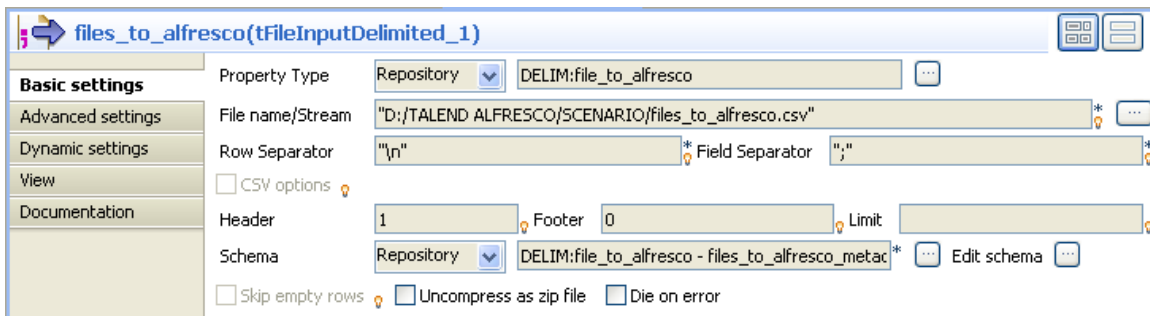 files_to_alfresco(tFileInputDelimited_1)
Basic settings
Advanced settings
Dynamic settings
View
Documentation
Property Type Repository DELIM:file_to_alfresco ...
File name/Stream "D:/TALEND ALFRESCO/SCENARIO/files_to_alfresco.csv" * ...
Row Separator "\n" * Field Separator ";" *
CSV options
Header 1 Footer 0 Limit
Schema Repository DELIM:file_to_alfresco - files_to_alfresco_metac * ... Edit schema ...
Skip empty rows Uncompress as zip file Die on error